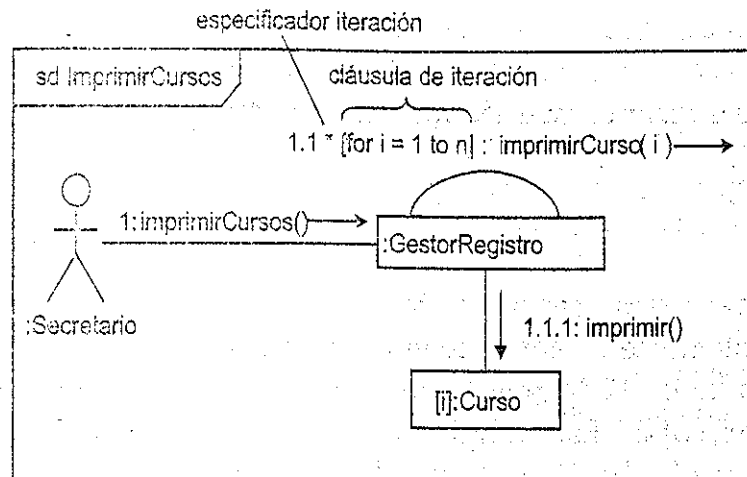 especificador iteración
sd ImprimirCursos
cláusula de iteración
1.1 * [for i = 1 to n] : imprimirCurso( i )
1:imprimirCursos()
:GestorRegistro
:Secretario
1.1.1: imprimir()
[i]:Curso